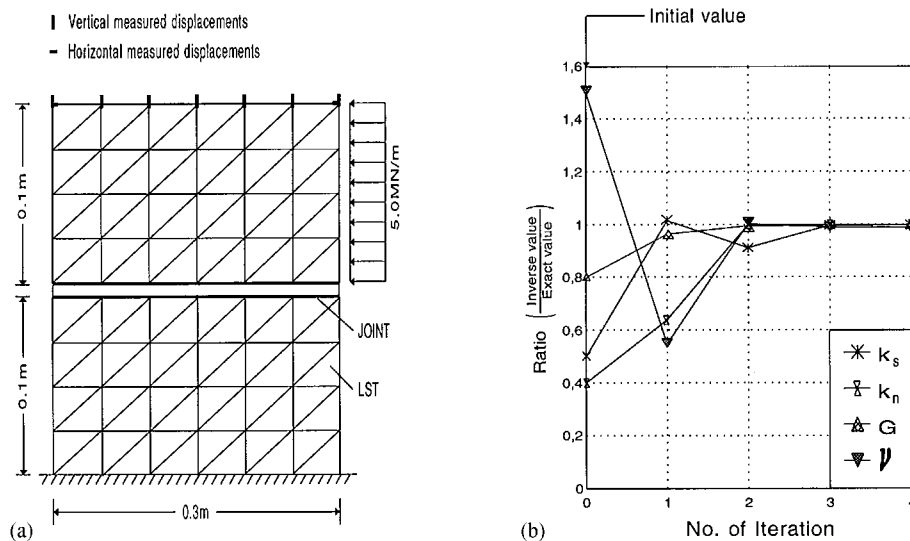 Vertical measured displacements
Horizontal measured displacements
0.1m
0.1m
5.0MN/m
JOINT
LST
0.3m
(a)
Initial value
1,6
1,4
1,2
1
0,8
0,6
0,4
0,2
0
Ratio (Inverse value / Exact value)
0
1
2
3
4
No. of Iteration
k_s
k_n
G
ν
(b)